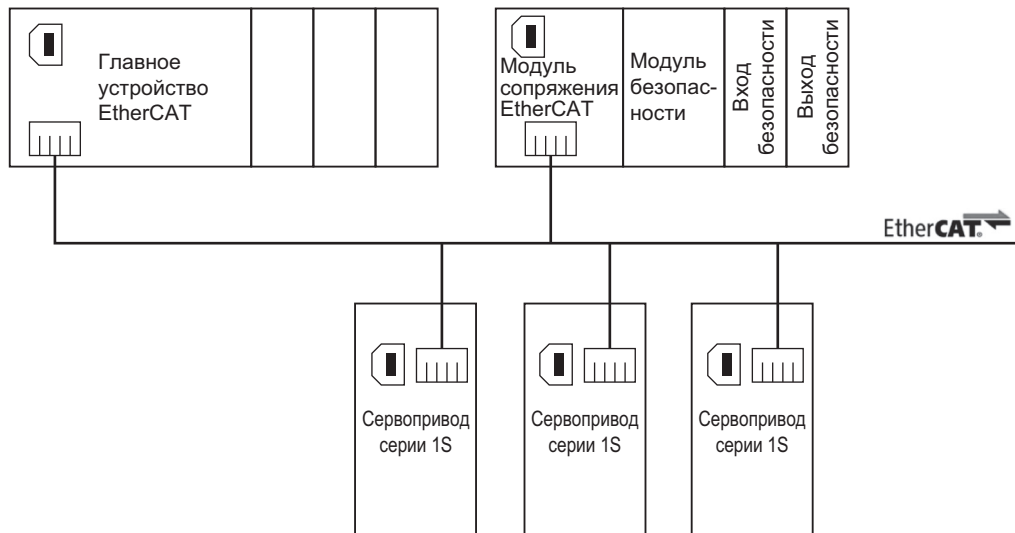 Главное
устройство
EtherCAT
Модуль
сопряжения
EtherCAT
Модуль
безопас-
ности
Вход
безопасности
Выход
безопасности
EtherCAT®
Сервопривод
серии 1S
Сервопривод
серии 1S
Сервопривод
серии 1S